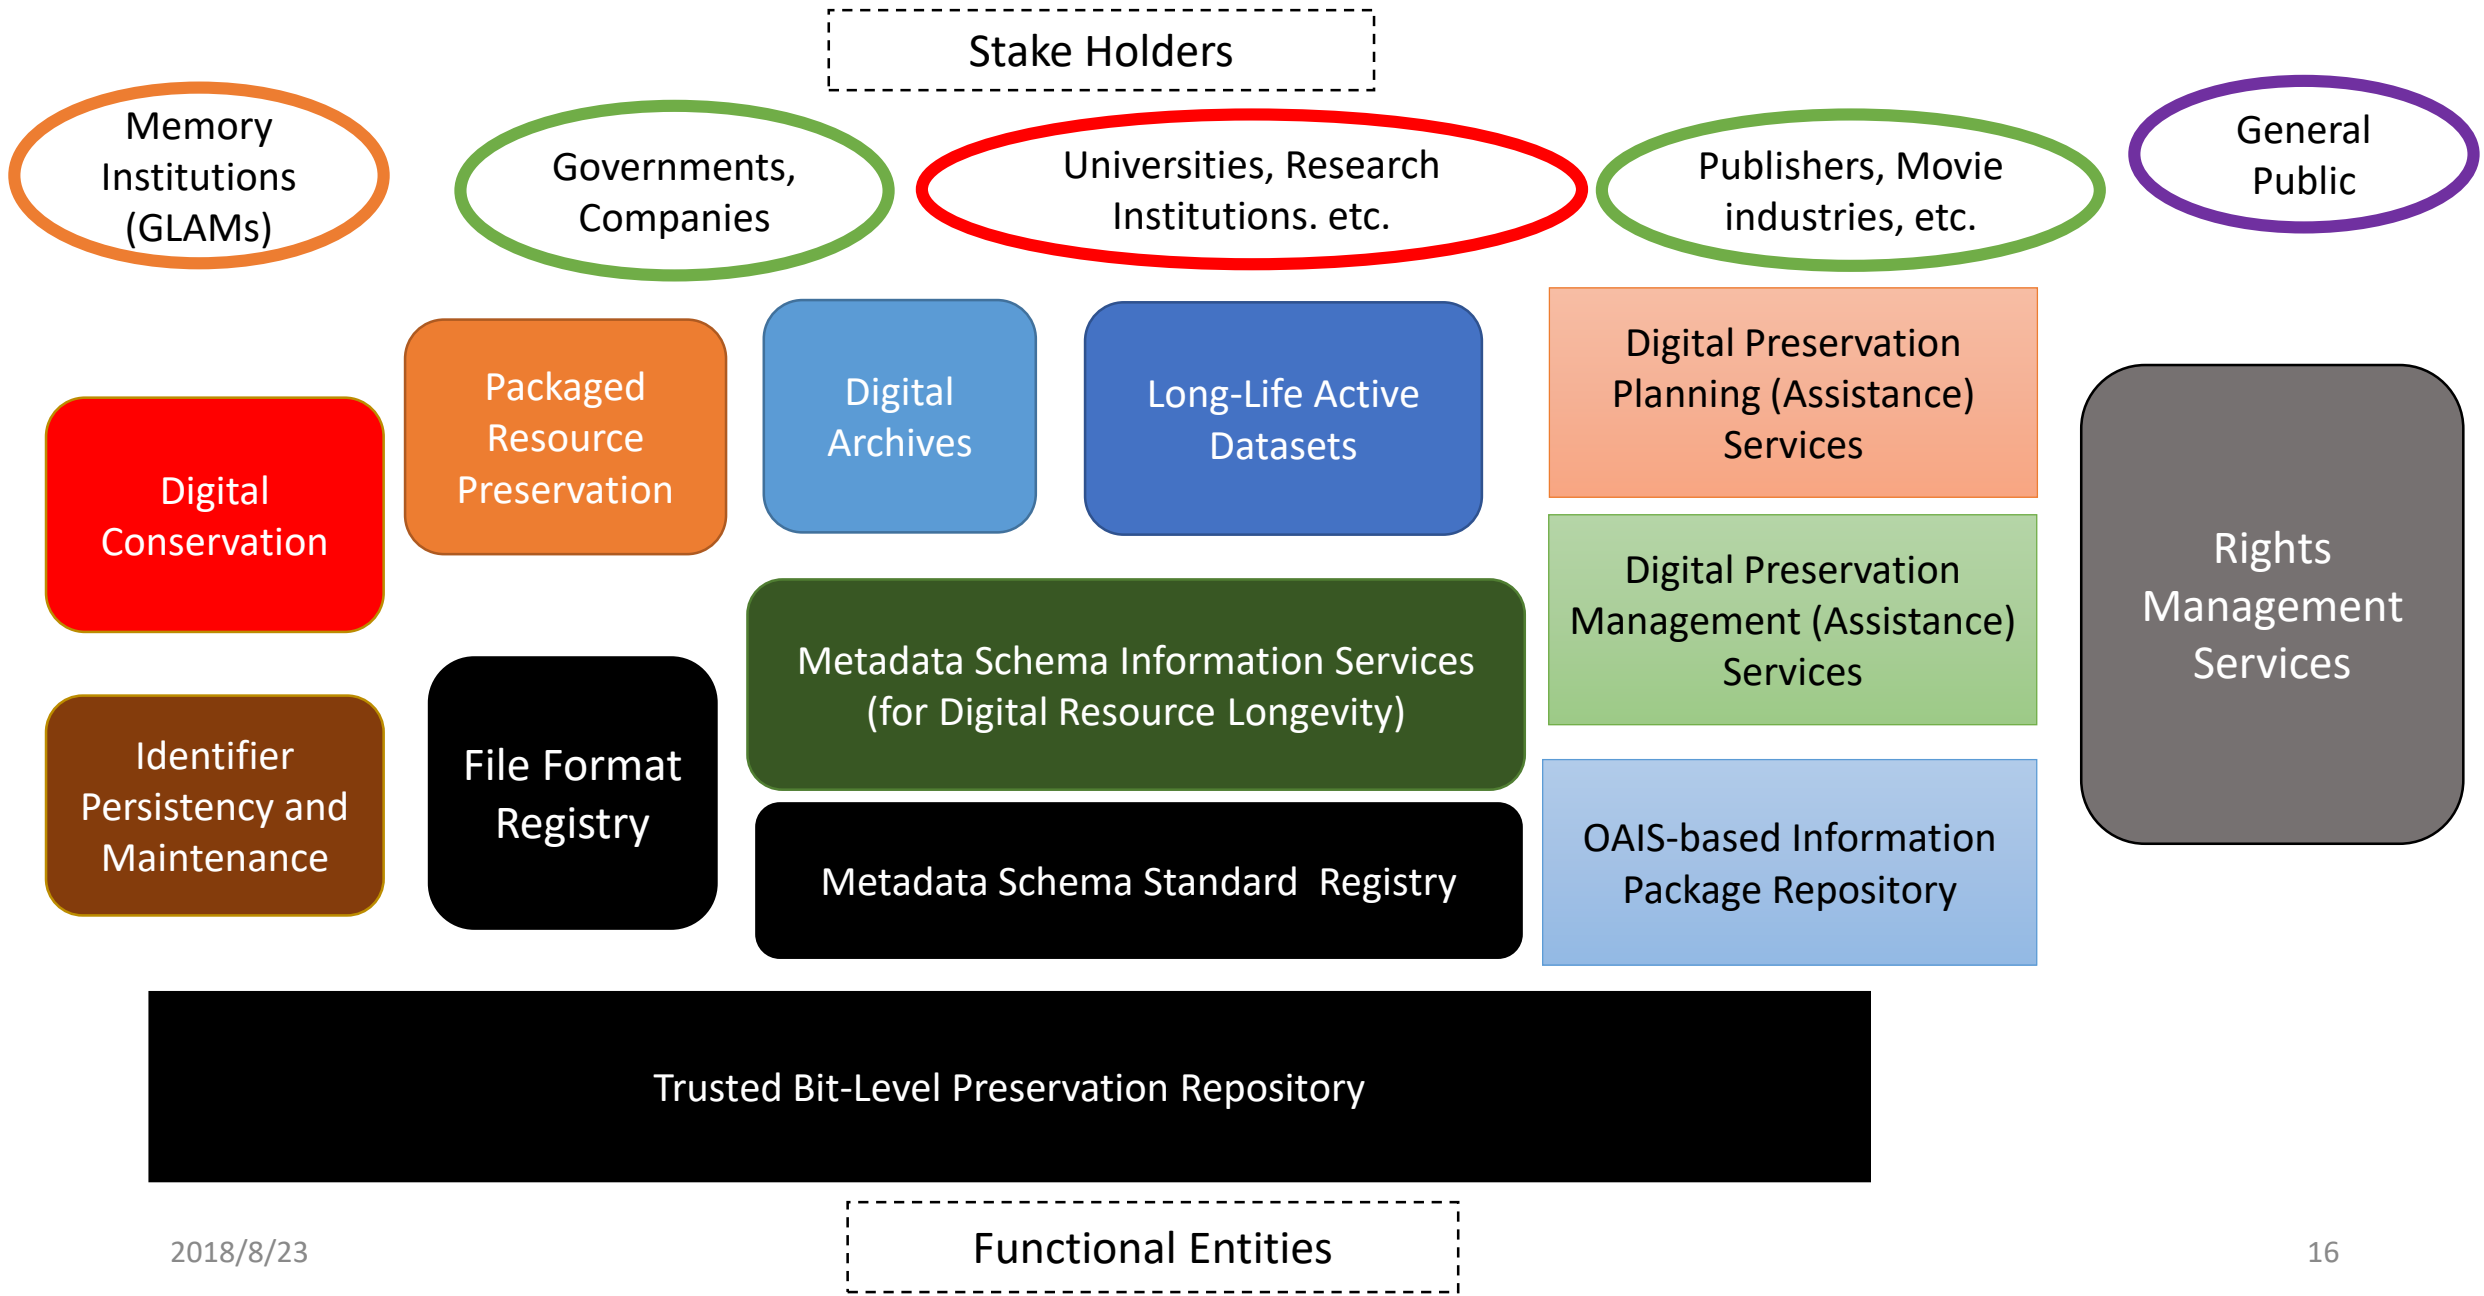 Stake Holders
Memory
Institutions
(GLAMs)
Governments,
Companies
Universities, Research
Institutions. etc.
Publishers, Movie
industries, etc.
General
Public
Digital
Conservation
Packaged
Resource
Preservation
Digital
Archives
Long-Life Active
Datasets
Digital Preservation
Planning (Assistance)
Services
Digital Preservation
Management (Assistance)
Services
Rights
Management
Services
Metadata Schema Information Services
(for Digital Resource Longevity)
Identifier
Persistency and
Maintenance
File Format
Registry
Metadata Schema Standard  Registry
OAIS-based Information
Package Repository
Trusted Bit-Level Preservation Repository
Functional Entities
2018/8/23
16